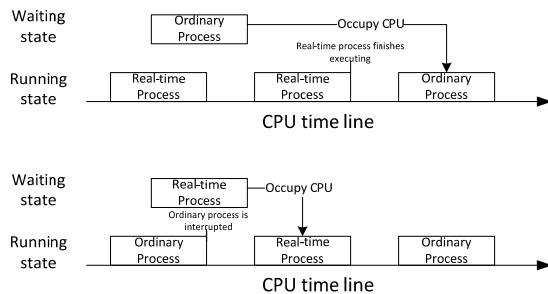 Waiting
state
Ordinary
Process
Occupy CPU
Real-time process finishes
executing
Running
state
Real-time
Process
Real-time
Process
Ordinary
Process
CPU time line
Waiting
state
Real-time
Process
Occupy CPU
Ordinary process is
interrupted
Running
state
Ordinary
Process
Real-time
Process
Ordinary
Process
CPU time line